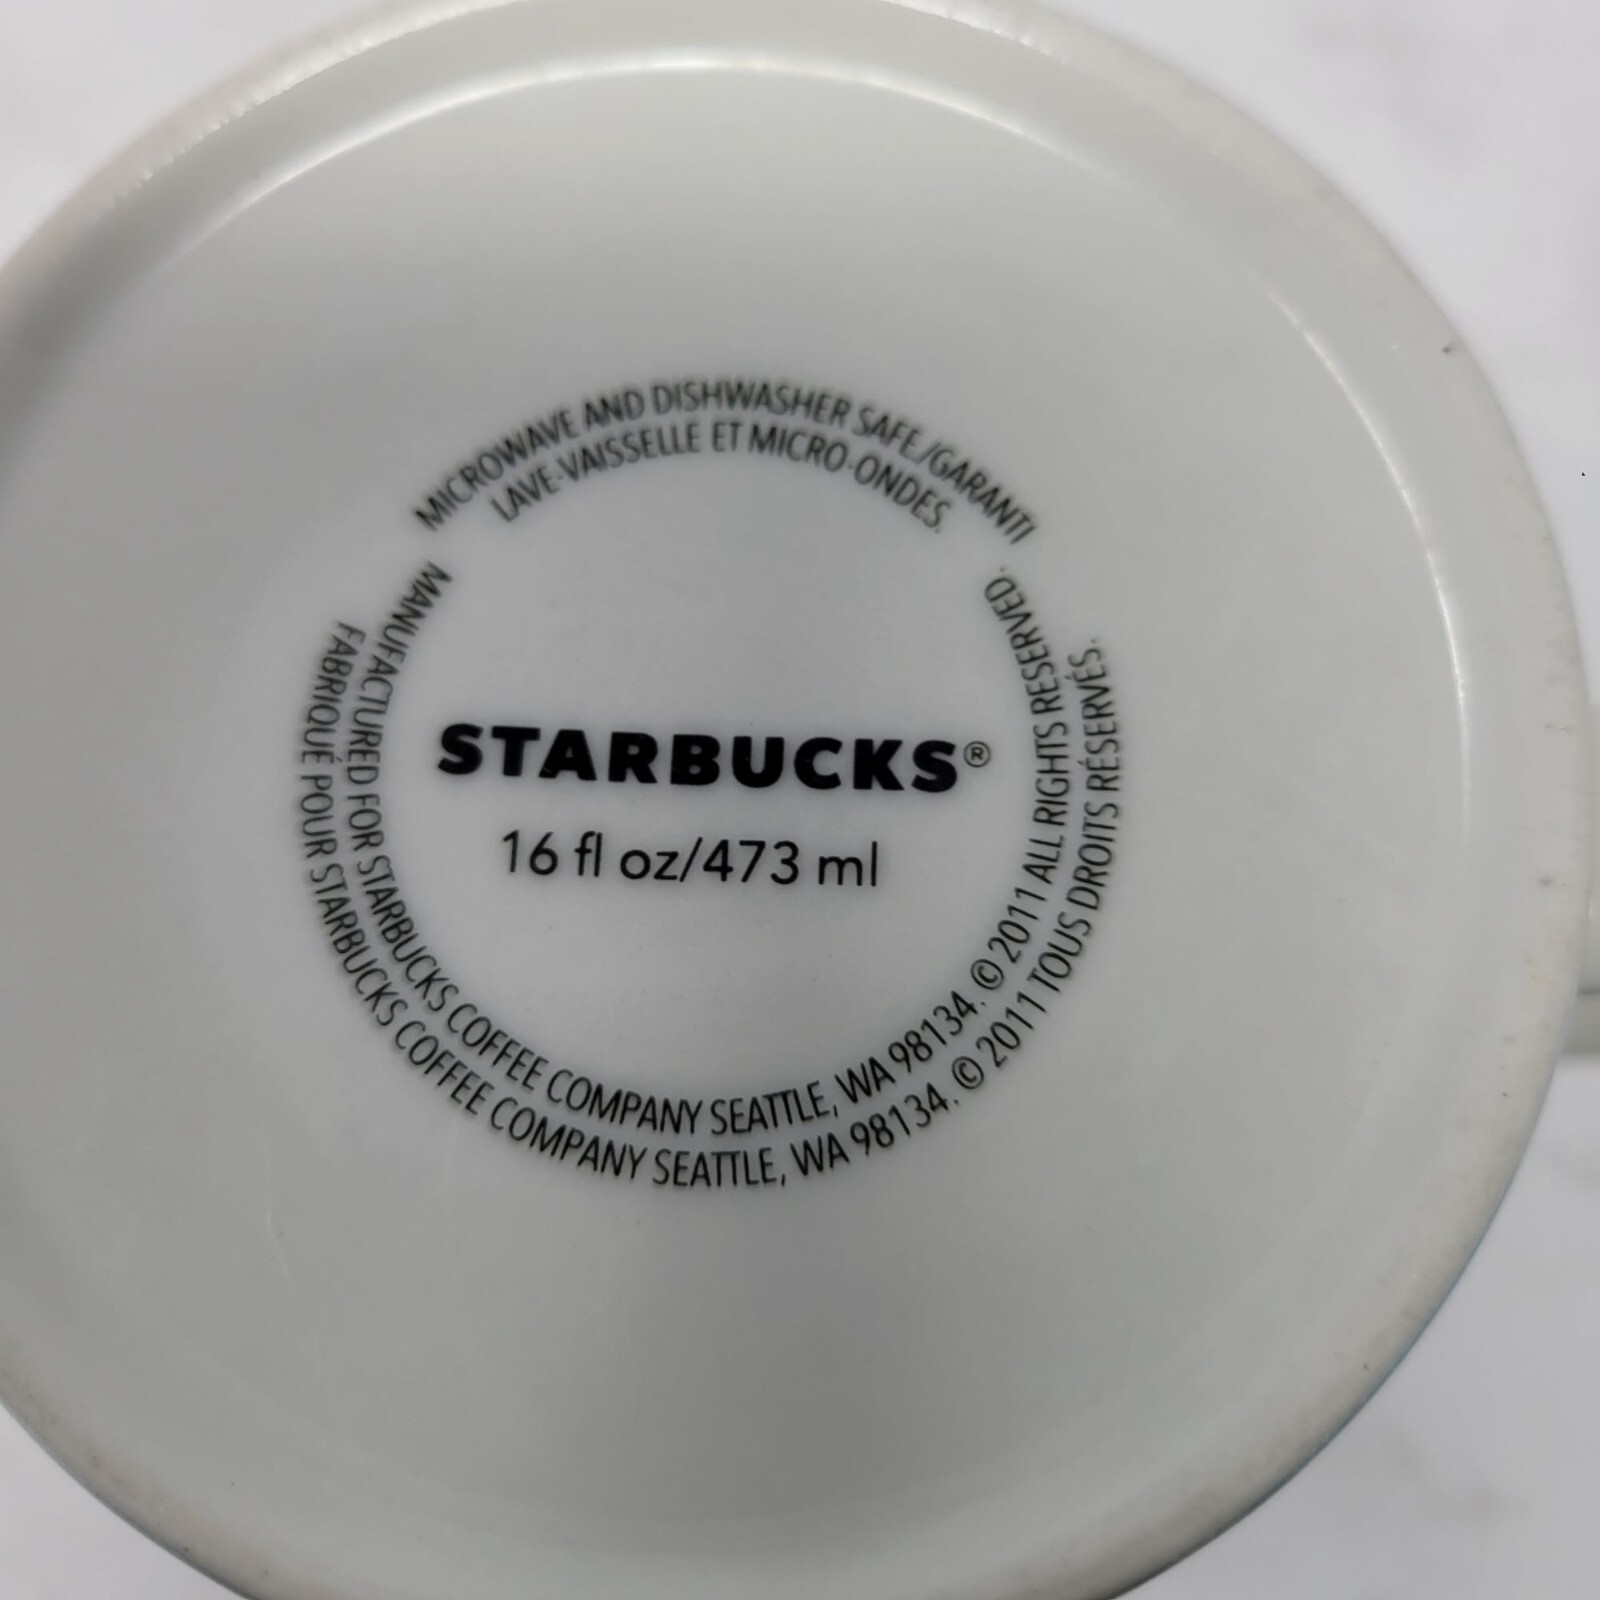 MICROWAVE AND DISHWASHER SAFE./GARANTI
LAVE-VAISSELLE ET MICRO-ONDES.
STARBUCKS®
16 fl oz/473 ml
MANUFACTURED FOR STARBUCKS COFFEE COMPANY SEATTLE, WA 98134. © 2011 ALL RIGHTS RESERVED.
FABRIQUÉ POUR STARBUCKS COFFEE COMPANY SEATTLE, WA 98134. © 2011 TOUS DROITS RÉSERVÉS.